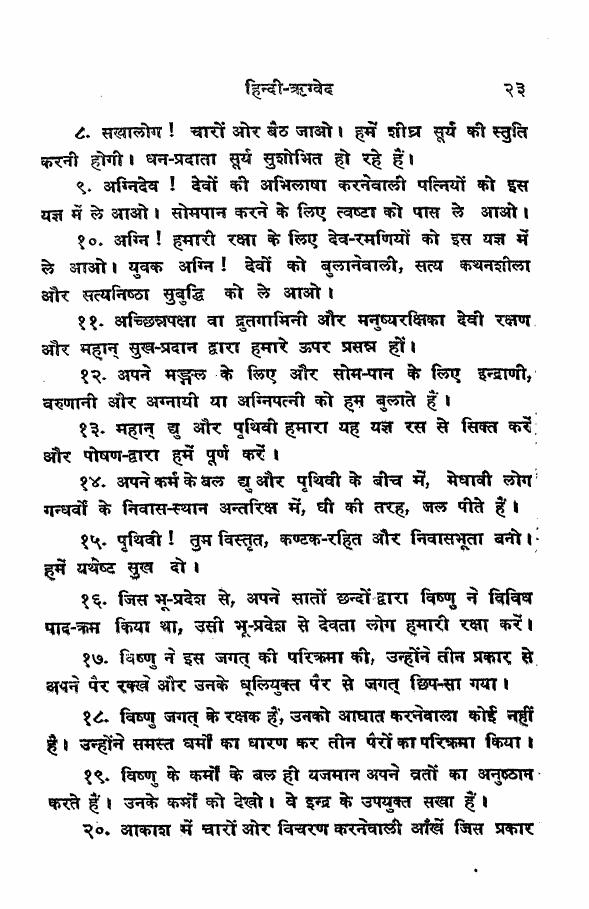 हिन्दी-ऋग्वेद २३
८. सखालोग ! चारों ओर बैठ जाओ। हमें शीघ्र सूर्य की स्तुति
करनी होगी। धन-प्रदाता सूर्य सुशोभित हो रहे हैं।
९. अग्निदेव ! देवों की अभिलाषा करनेवाली पत्नियों को इस
यज्ञ में ले आओ। सोमपान करने के लिए त्वष्टा को पास ले आओ।
१०. अग्नि ! हमारी रक्षा के लिए देव-रमणियों को इस यज्ञ में
ले आओ। युवक अग्नि ! देवों को बुलानेवाली, सत्य कथनशीला
और सत्यनिष्ठा सुबुद्धि को ले आओ।
११. अच्छिन्नपक्षा वा द्रुतगामिनी और मनुष्यरक्षिका देवी रक्षण
और महान् सुख-प्रदान द्वारा हमारे ऊपर प्रसन्न हों।
१२. अपने मङ्गल के लिए और सोम-पान के लिए इन्द्राणी,
वरुणानी और अग्नायी या अग्निपत्नी को हम बुलाते हैं।
१३. महान् द्यु और पृथिवी हमारा यह यज्ञ रस से सिक्त करें
और पोषण-द्वारा हमें पूर्ण करें।
१४. अपने कर्म के बल द्यु और पृथिवी के बीच में, मेधावी लोग
गन्धर्वों के निवास-स्थान अन्तरिक्ष में, घी की तरह, जल पीते हैं।
१५. पृथिवी ! तुम विस्तृत, कण्टक-रहित और निवासभूता बनो।
हमें यथेष्ट सुख दो।
१६. जिस भू-प्रदेश से, अपने सातों छन्दों द्वारा विष्णु ने विविध
पाद-क्रम किया था, उसी भू-प्रदेश से देवता लोग हमारी रक्षा करें।
१७. विष्णु ने इस जगत् की परिक्रमा की, उन्होंने तीन प्रकार से
अपने पैर रक्खे और उनके धूलियुक्त पैर से जगत् छिप-सा गया।
१८. विष्णु जगत् के रक्षक हैं, उनको आघात करनेवाला कोई नहीं
है। उन्होंने समस्त धर्मों का धारण कर तीन पैरों का परिक्रमा किया।
१९. विष्णु के कर्मों के बल ही यजमान अपने व्रतों का अनुष्ठान
करते हैं। उनके कर्मों को देखो। वे इन्द्र के उपयुक्त सखा हैं।
२०. आकाश में चारों ओर विचरण करनेवाली आँखें जिस प्रकार